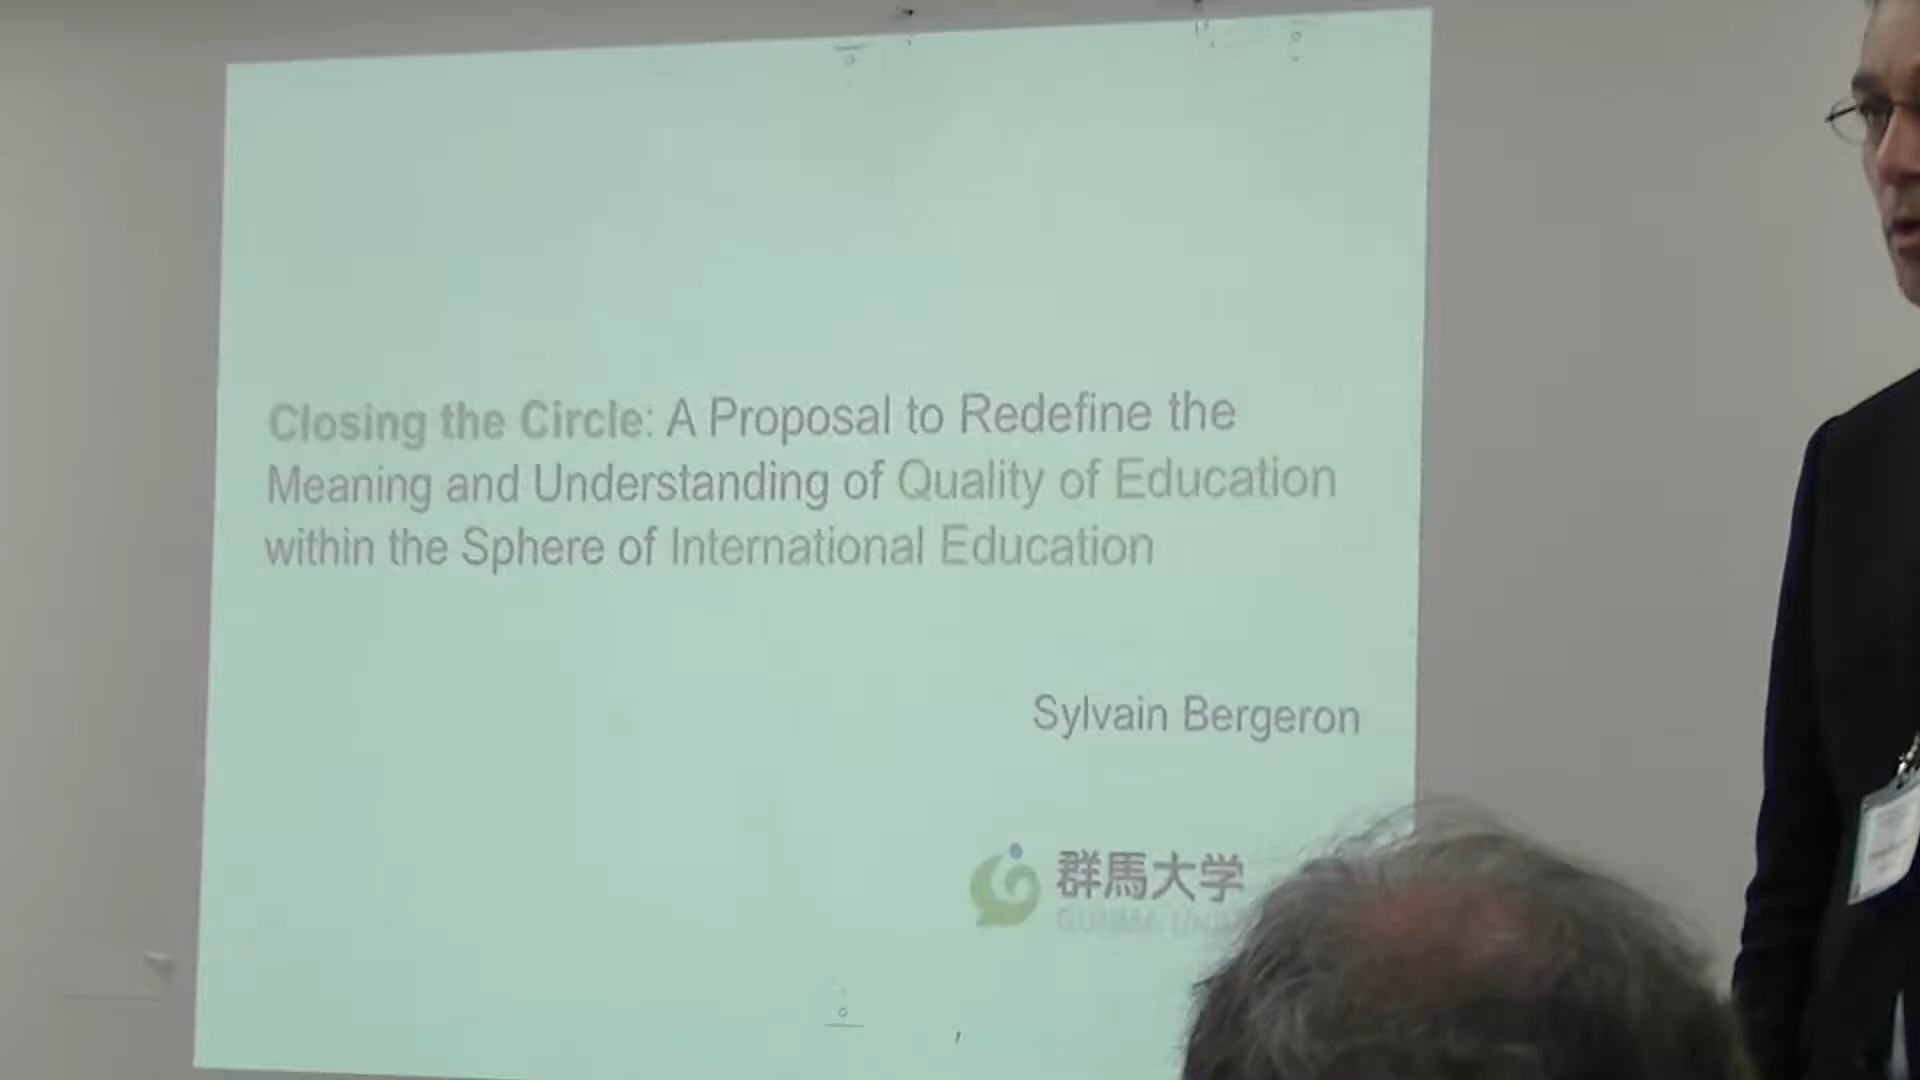 Closing the Circle: A Proposal to Redefine the
Meaning and Understanding of Quality of Education
within the Sphere of International Education
Sylvain Bergeron
群馬大学
GUNMA